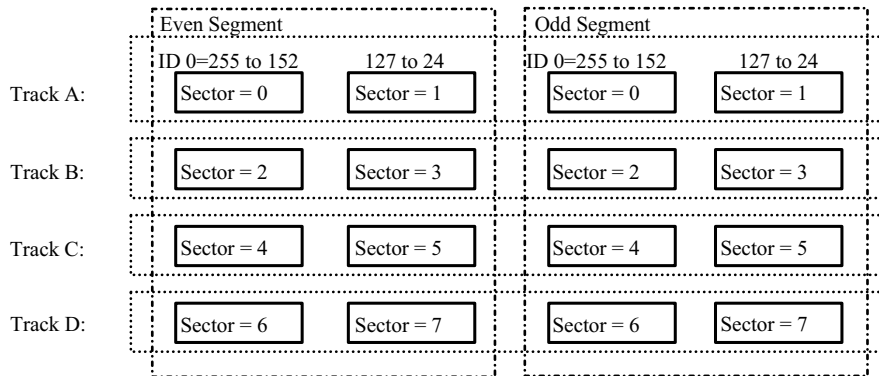 Even Segment Odd Segment
ID 0=255 to 152 127 to 24 ID 0=255 to 152 127 to 24
Track A: Sector = 0 Sector = 1 Sector = 0 Sector = 1
Track B: Sector = 2 Sector = 3 Sector = 2 Sector = 3
Track C: Sector = 4 Sector = 5 Sector = 4 Sector = 5
Track D: Sector = 6 Sector = 7 Sector = 6 Sector = 7